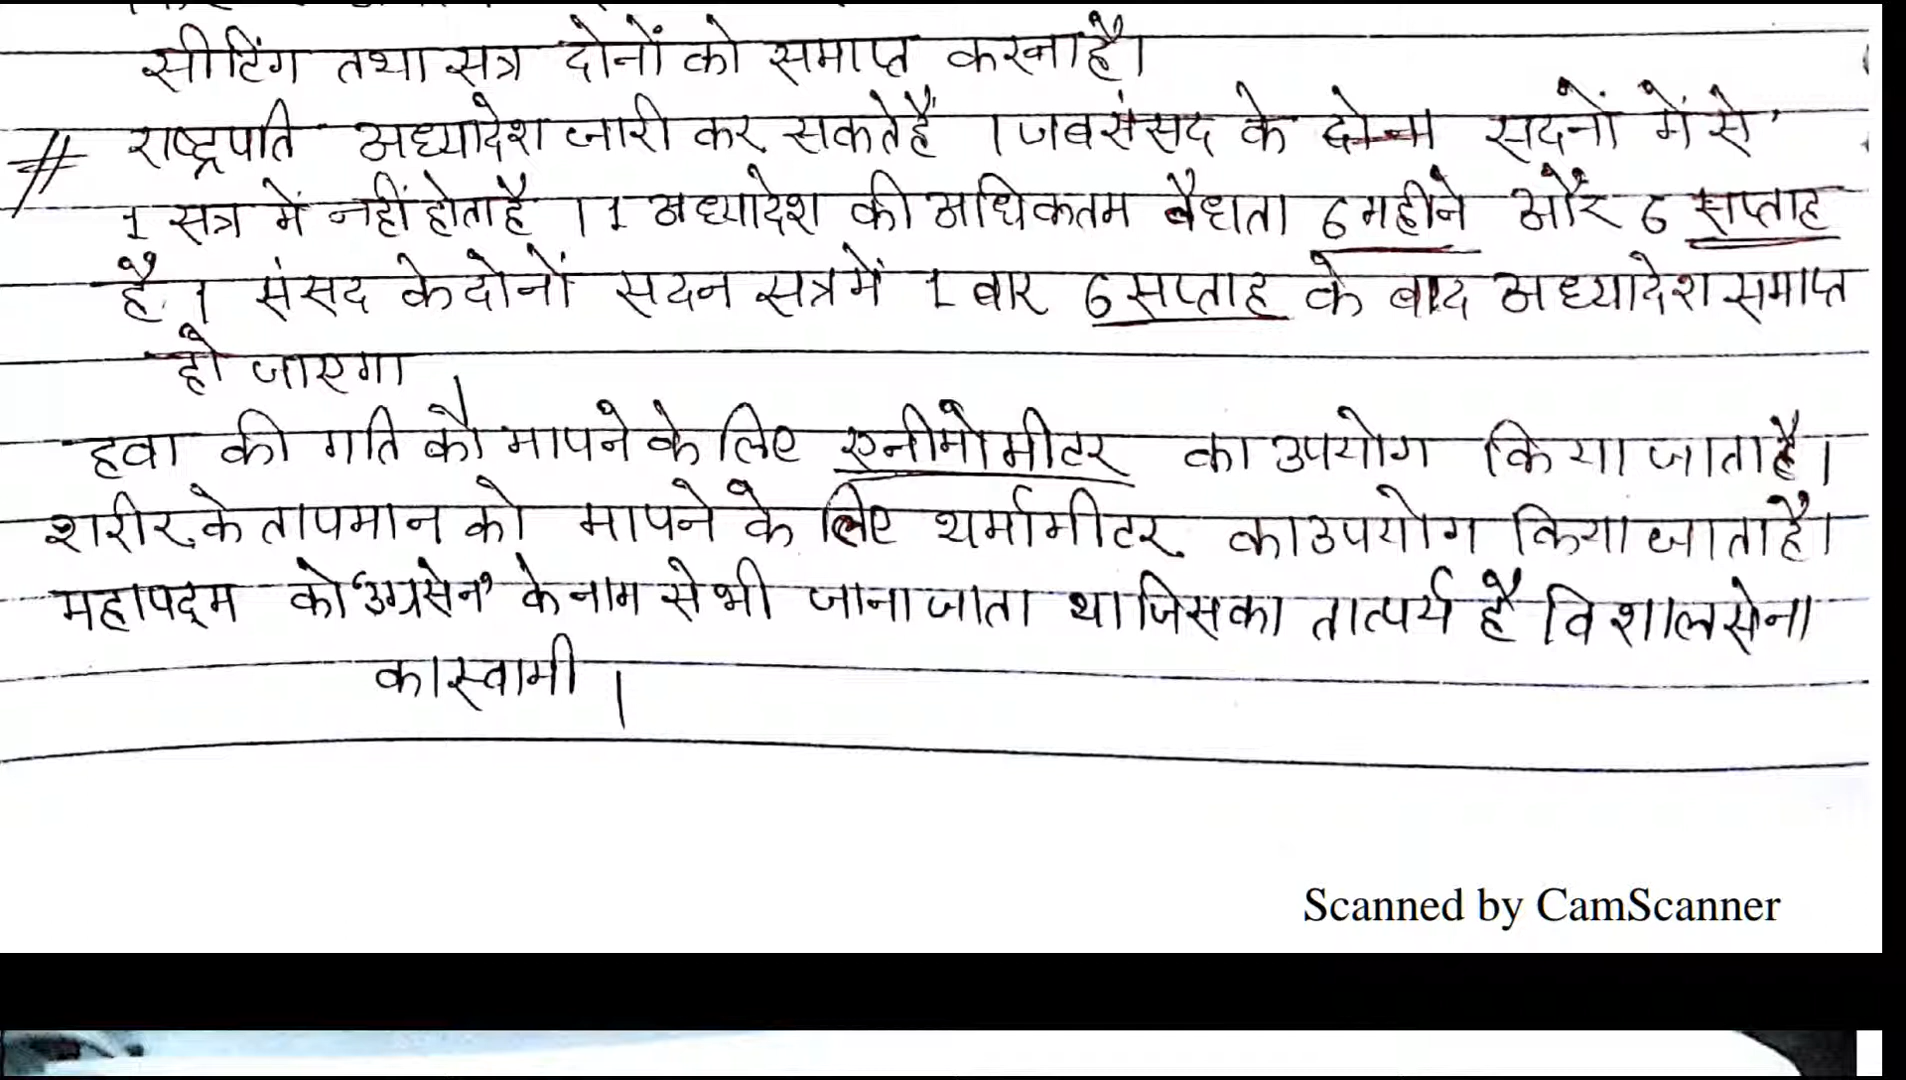 सीटिंग तथा सत्र दोनों को समाप्त करना है।
# राष्ट्रपति अध्यादेश जारी कर सकते हैं । जब संसद के सदनों में से
1 सत्र में नहीं होता है । 1 अध्यादेश की अधिकतम वैधता 6 महीने और 6 सप्ताह
है । संसद के दोनों सदन सत्र में 1 बार 6 सप्ताह के बाद अध्यादेश समाप्त
हो जाएगा ।
हवा की गति को मापने के लिए एनीमोमीटर का उपयोग किया जाता है।
शरीर के तापमान को मापने के लिए थर्मामीटर का उपयोग किया जाता है।
महापद्म को 'उग्रसेन' के नाम से भी जाना जाता था जिसका तात्पर्य है विशाल सेना
का स्वामी ।
Scanned by CamScanner